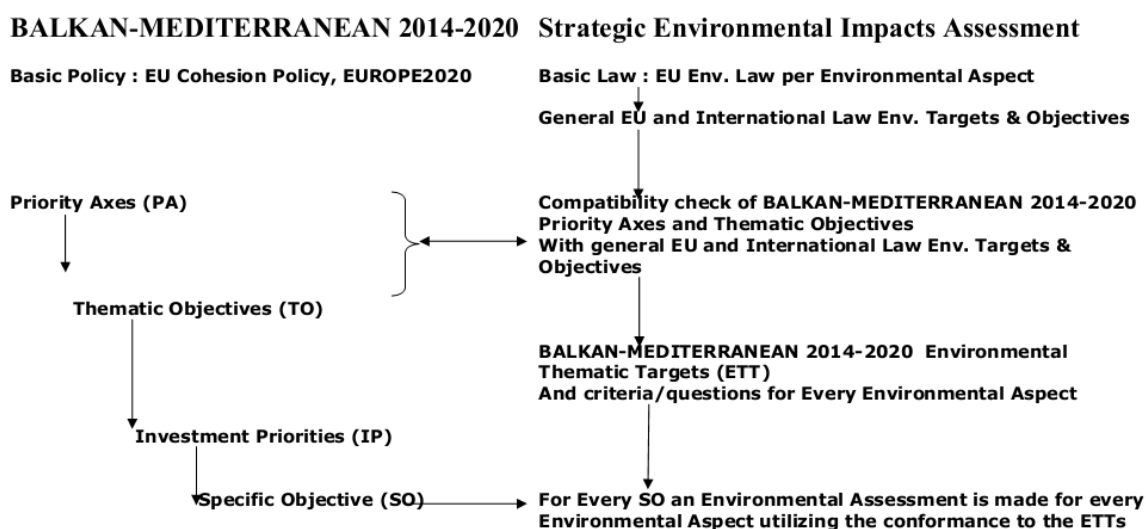 BALKAN-MEDITERRANEAN 2014-2020 Strategic Environmental Impacts Assessment
Basic Policy : EU Cohesion Policy, EUROPE2020
Basic Law : EU Env. Law per Environmental Aspect
General EU and International Law Env. Targets & Objectives
Priority Axes (PA)
Compatibility check of BALKAN-MEDITERRANEAN 2014-2020
Priority Axes and Thematic Objectives
With general EU and International Law Env. Targets &
Objectives
Thematic Objectives (TO)
BALKAN-MEDITERRANEAN 2014-2020 Environmental
Thematic Targets (ETT)
And criteria/questions for Every Environmental Aspect
Investment Priorities (IP)
Specific Objective (SO)
For Every SO an Environmental Assessment is made for every
Environmental Aspect utilizing the conformance to the ETTs